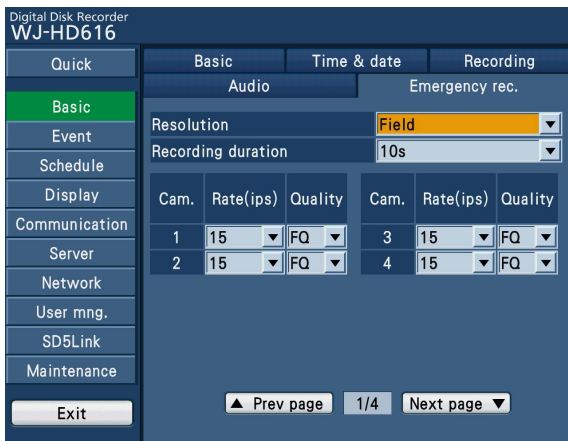 Digital Disk Recorder
WJ-HD616
Quick
Basic
Event
Schedule
Display
Communication
Server
Network
User mng.
SD5Link
Maintenance
Exit
Basic Time & date Recording
Audio Emergency rec.
Resolution Field
Recording duration 10s
Cam. Rate(ips) Quality Cam. Rate(ips) Quality
1 15 FQ 3 15 FQ
2 15 FQ 4 15 FQ
Prev page 1/4 Next page